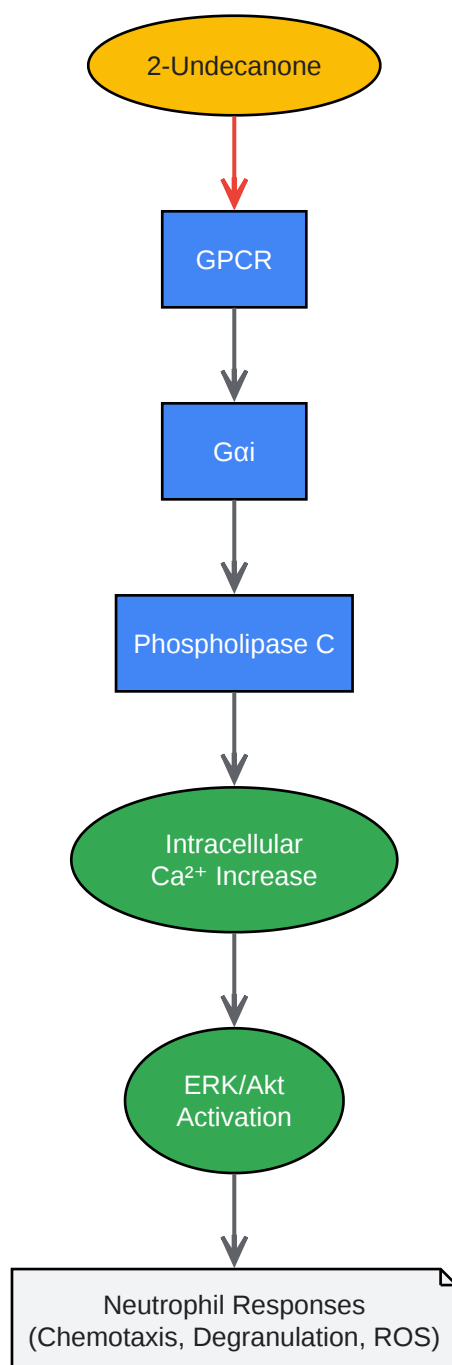 2-Undecanone
GPCR
Gαi
Phospholipase C
Intracellular
Ca²⁺ Increase
ERK/Akt
Activation
Neutrophil Responses
(Chemotaxis, Degranulation, ROS)